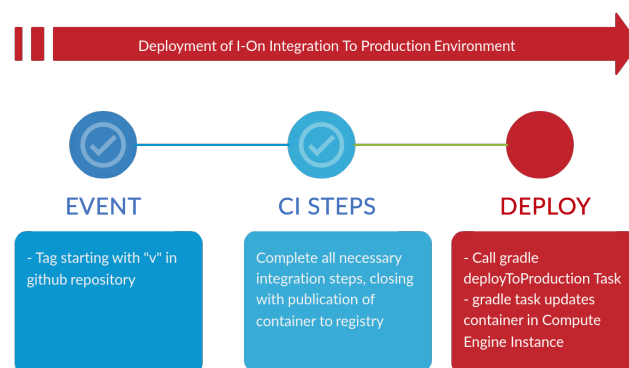 Deployment of I-On Integration To Production Environment
EVENT
- Tag starting with "v" in
github repository
CI STEPS
Complete all necessary
integration steps, closing
with publication of
container to registry
DEPLOY
- Call gradle
deployToProduction Task
- gradle task updates
container in Compute
Engine Instance